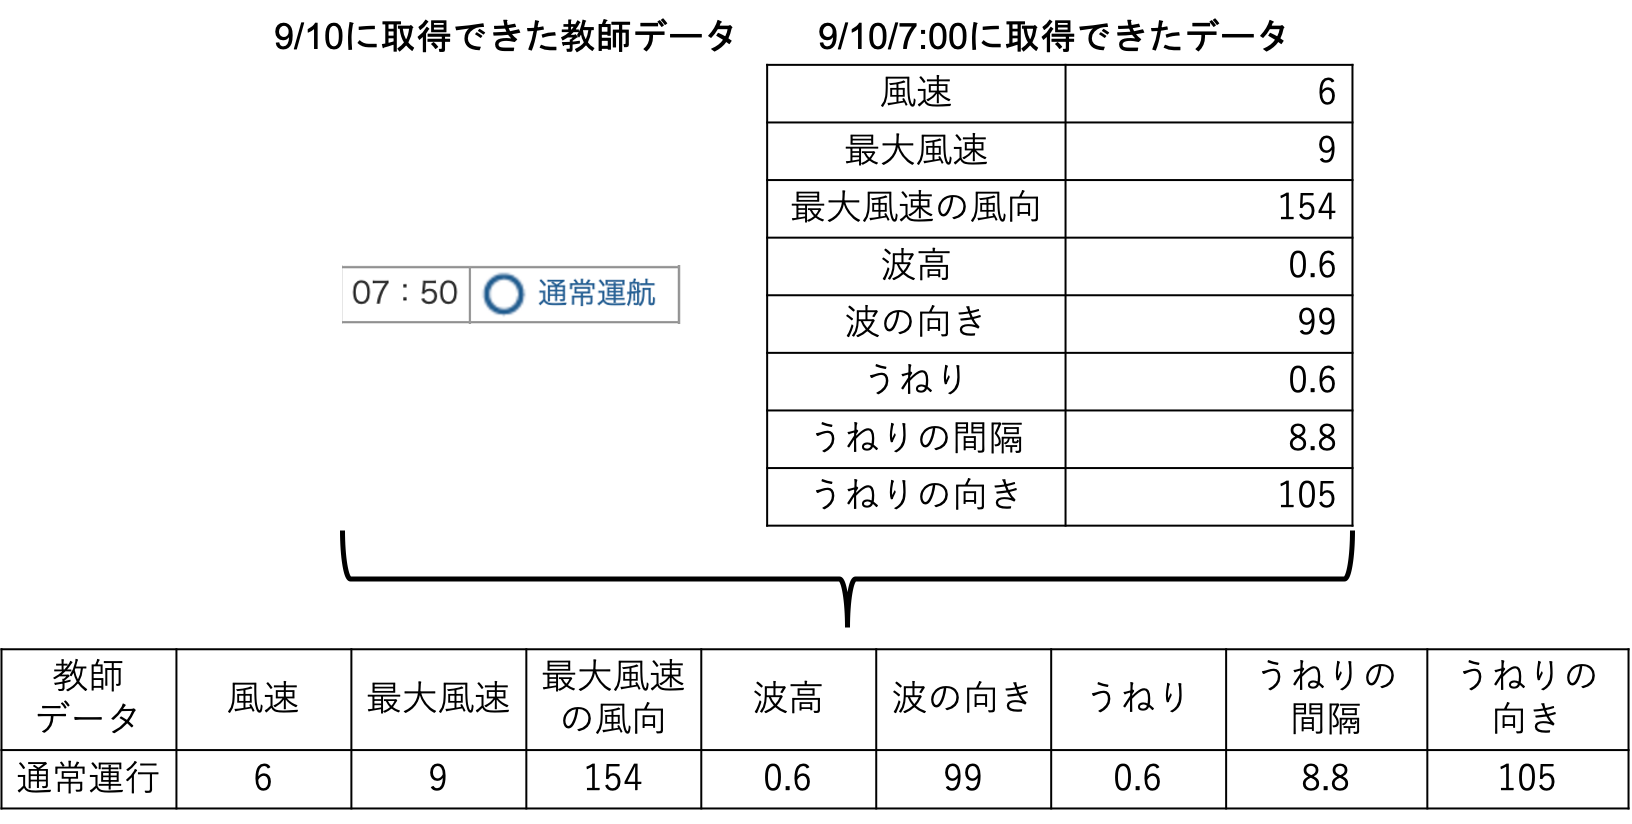 9/10に取得できた教師データ
9/10/7:00に取得できたデータ
風速 6
最大風速 9
最大風速の風向 154
波高 0.6
波の向き 99
うねり 0.6
うねりの間隔 8.8
うねりの向き 105
07：50 通常運航
教師
データ
風速
最大風速
最大風速
の風向
波高
波の向き
うねり
うねりの
間隔
うねりの
向き
通常運行 6 9 154 0.6 99 0.6 8.8 105